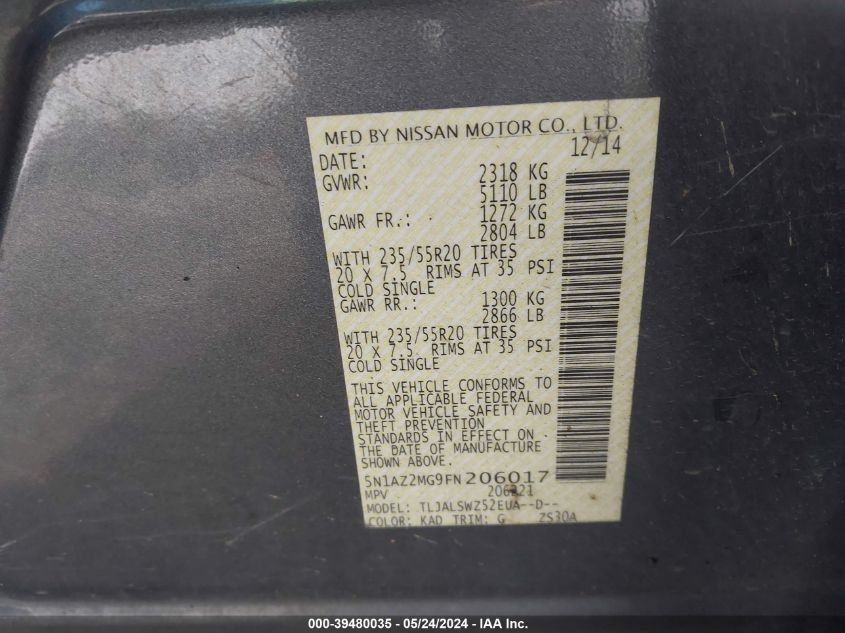 MFD BY NISSAN MOTOR CO., LTD.
DATE: 12/14
GVWR: 2318 KG
5110 LB
GAWR FR.: 1272 KG
2804 LB
WITH 235/55R20 TIRES
20 X 7.5 RIMS AT 35 PSI
COLD SINGLE
GAWR RR.: 1300 KG
2866 LB
WITH 235/55R20 TIRES
20 X 7.5 RIMS AT 35 PSI
COLD SINGLE
THIS VEHICLE CONFORMS TO
ALL APPLICABLE FEDERAL
MOTOR VEHICLE SAFETY AND
THEFT PREVENTION
STANDARDS IN EFFECT ON
THE DATE OF MANUFACTURE
SHOWN ABOVE.
5N1AZ2MG9FN206017
MPV
MODEL: TLJALSWZ52EUA--D--
COLOR: KAD TRIM: G ZS30A
000-39480035 - 05/24/2024 - IAA Inc.